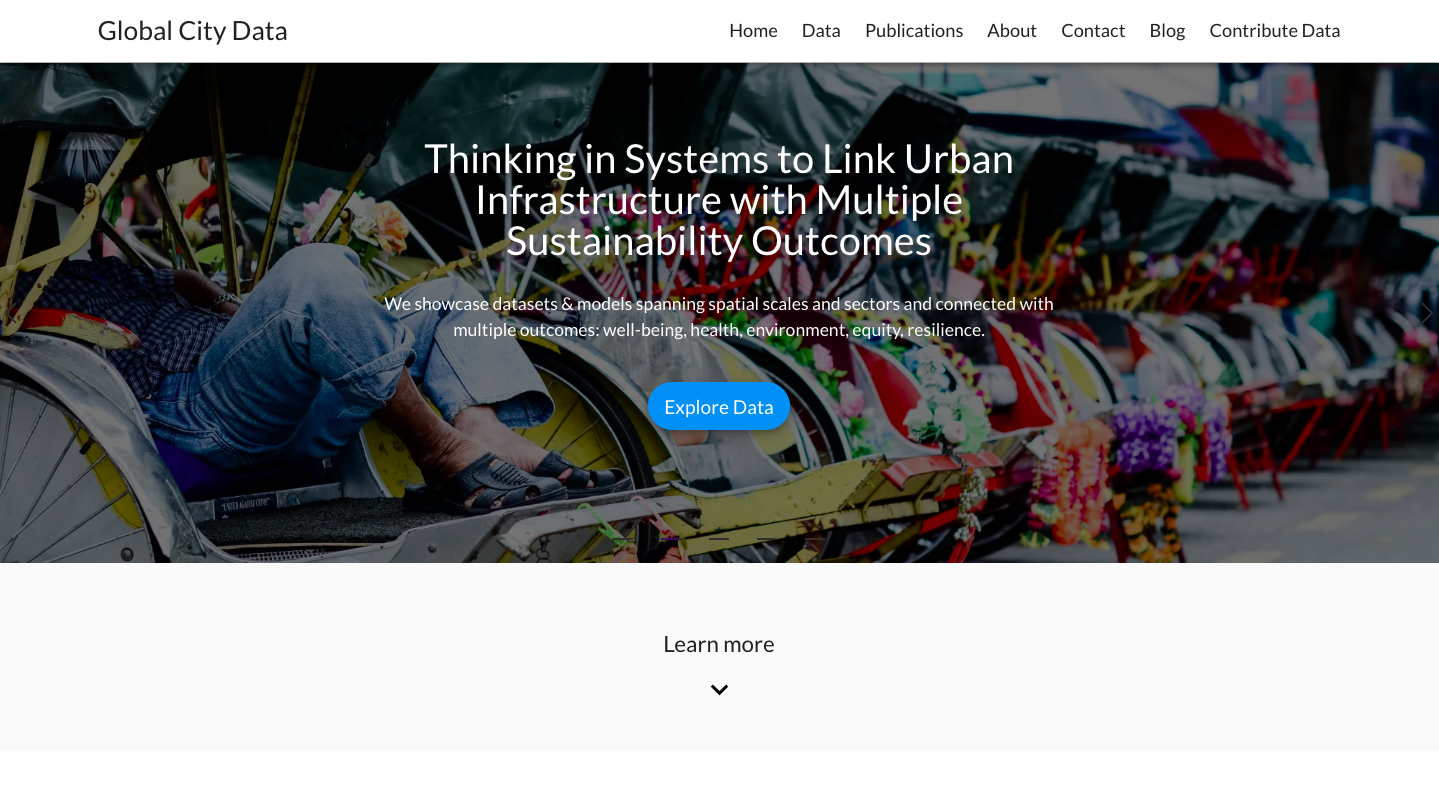 Global City Data
Home Data Publications About Contact Blog Contribute Data
Thinking in Systems to Link Urban
Infrastructure with Multiple
Sustainability Outcomes
We showcase datasets & models spanning spatial scales and sectors and connected with
multiple outcomes: well-being, health, environment, equity, resilience.
Explore Data
Learn more